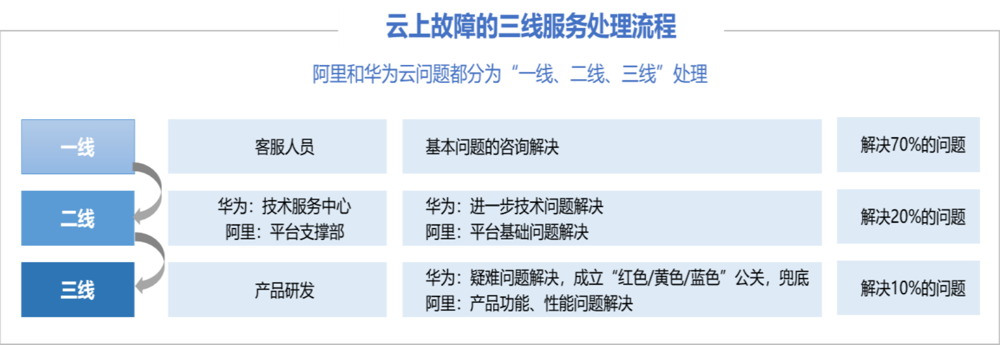 云上故障的三线服务处理流程
阿里和华为云问题都分为“一线、二线、三线”处理
一线
客服人员
基本问题的咨询解决
解决70%的问题
二线
华为：技术服务中心
阿里：平台支撑部
华为：进一步技术问题解决
阿里：平台基础问题解决
解决20%的问题
三线
产品研发
华为：疑难问题解决，成立“红色/黄色/蓝色”公关，兜底
阿里：产品功能、性能问题解决
解决10%的问题